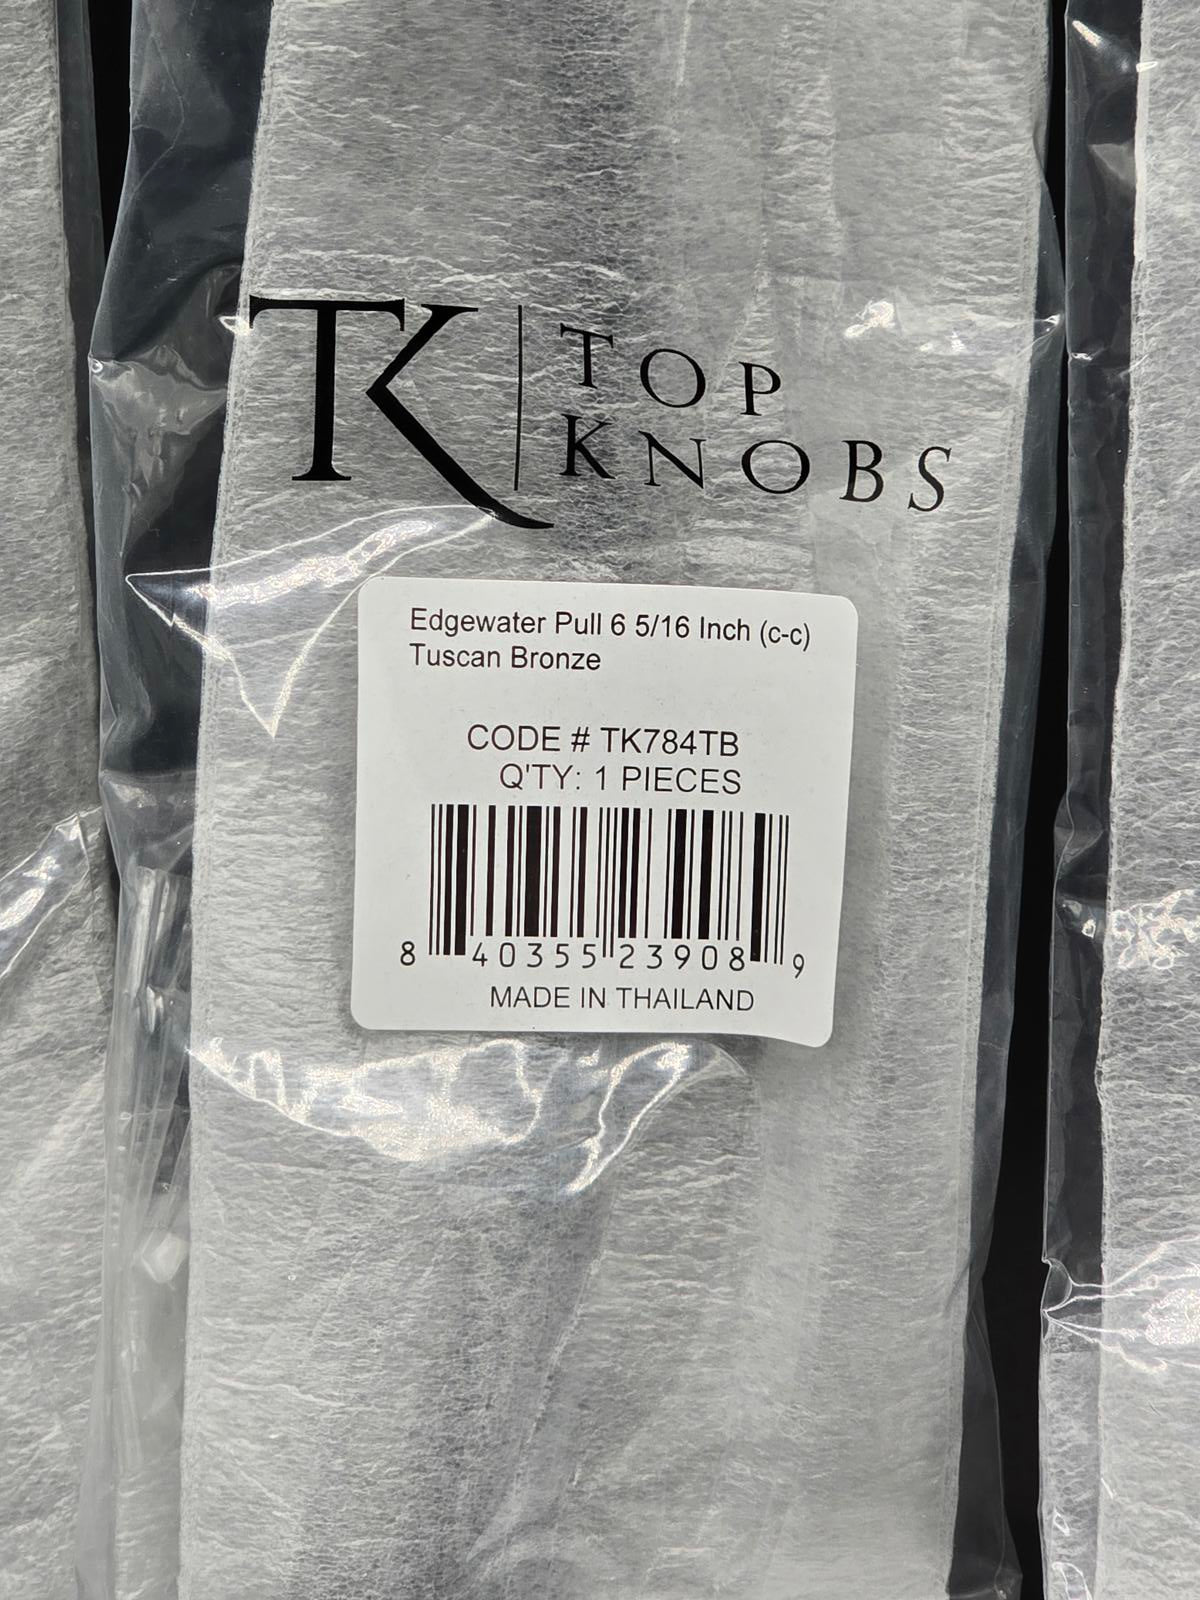 TK TOP
KNOBS
Edgewater Pull 6 5/16 Inch (c-c)
Tuscan Bronze
CODE # TK784TB
Q'TY: 1 PIECES
8 40355 23908 9
MADE IN THAILAND